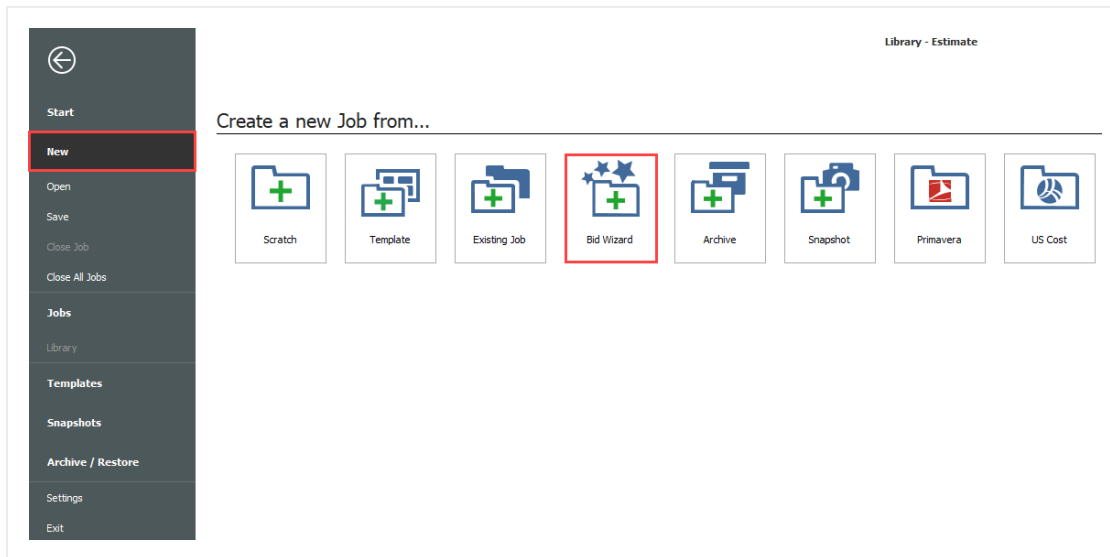 Library - Estimate
Start
New
Open
Save
Close Job
Close All Jobs
Jobs
Library
Templates
Snapshots
Archive / Restore
Settings
Exit
Create a new Job from...
Scratch
Template
Existing Job
Bid Wizard
Archive
Snapshot
Primavera
US Cost